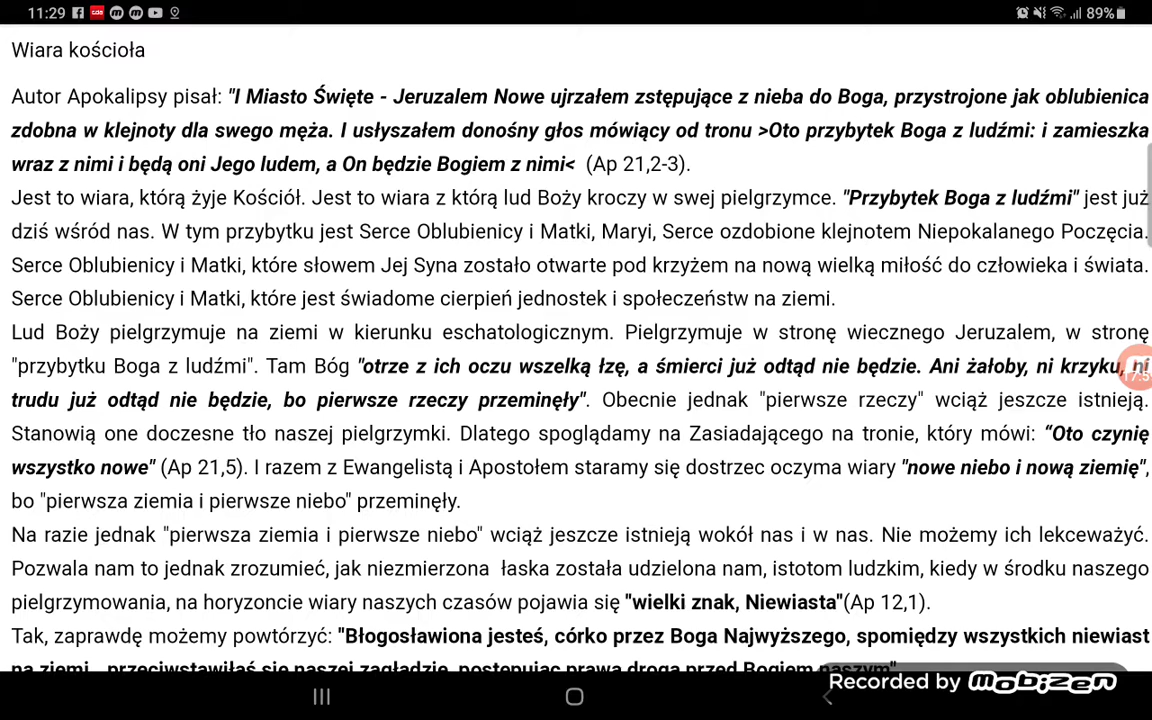 11:29
89%
Wiara kościoła
Autor Apokalipsy pisał: "I Miasto Święte - Jeruzalem Nowe ujrzałem zstępujące z nieba do Boga, przystrojone jak oblubienica
zdobna w klejnoty dla swego męża. I usłyszałem donośny głos mówiący od tronu >Oto przybytek Boga z ludźmi: i zamieszka
wraz z nimi i będą oni Jego ludem, a On będzie Bogiem z nimi< (Ap 21,2-3).
Jest to wiara, którą żyje Kościół. Jest to wiara z którą lud Boży kroczy w swej pielgrzymce. "Przybytek Boga z ludźmi" jest już
dziś wśród nas. W tym przybytku jest Serce Oblubienicy i Matki, Maryi, Serce ozdobione klejnotem Niepokalanego Poczęcia.
Serce Oblubienicy i Matki, które słowem Jej Syna zostało otwarte pod krzyżem na nową wielką miłość do człowieka i świata.
Serce Oblubienicy i Matki, które jest świadome cierpień jednostek i społeczeństw na ziemi.
Lud Boży pielgrzymuje na ziemi w kierunku eschatologicznym. Pielgrzymuje w stronę wiecznego Jeruzalem, w stronę
"przybytku Boga z ludźmi". Tam Bóg "otrze z ich oczu wszelką łzę, a śmierci już odtąd nie będzie. Ani żałoby, ni krzyku, ni
trudu już odtąd nie będzie, bo pierwsze rzeczy przeminęły". Obecnie jednak "pierwsze rzeczy" wciąż jeszcze istnieją.
Stanowią one doczesne tło naszej pielgrzymki. Dlatego spoglądamy na Zasiadającego na tronie, który mówi: “Oto czynię
wszystko nowe" (Ap 21,5). I razem z Ewangelistą i Apostołem staramy się dostrzec oczyma wiary "nowe niebo i nową ziemię",
bo "pierwsza ziemia i pierwsze niebo" przeminęły.
Na razie jednak "pierwsza ziemia i pierwsze niebo" wciąż jeszcze istnieją wokół nas i w nas. Nie możemy ich lekceważyć.
Pozwala nam to jednak zrozumieć, jak niezmierzona łaska została udzielona nam, istotom ludzkim, kiedy w środku naszego
pielgrzymowania, na horyzoncie wiary naszych czasów pojawia się "wielki znak, Niewiasta"(Ap 12,1).
Tak, zaprawdę możemy powtórzyć: "Błogosławiona jesteś, córko przez Boga Najwyższego, spomiędzy wszystkich niewiast
na ziemi przeciwstawiłaś się naszej zagładzie, postępując prawą drogą przed Bogiem naszym"
Recorded by mobizen